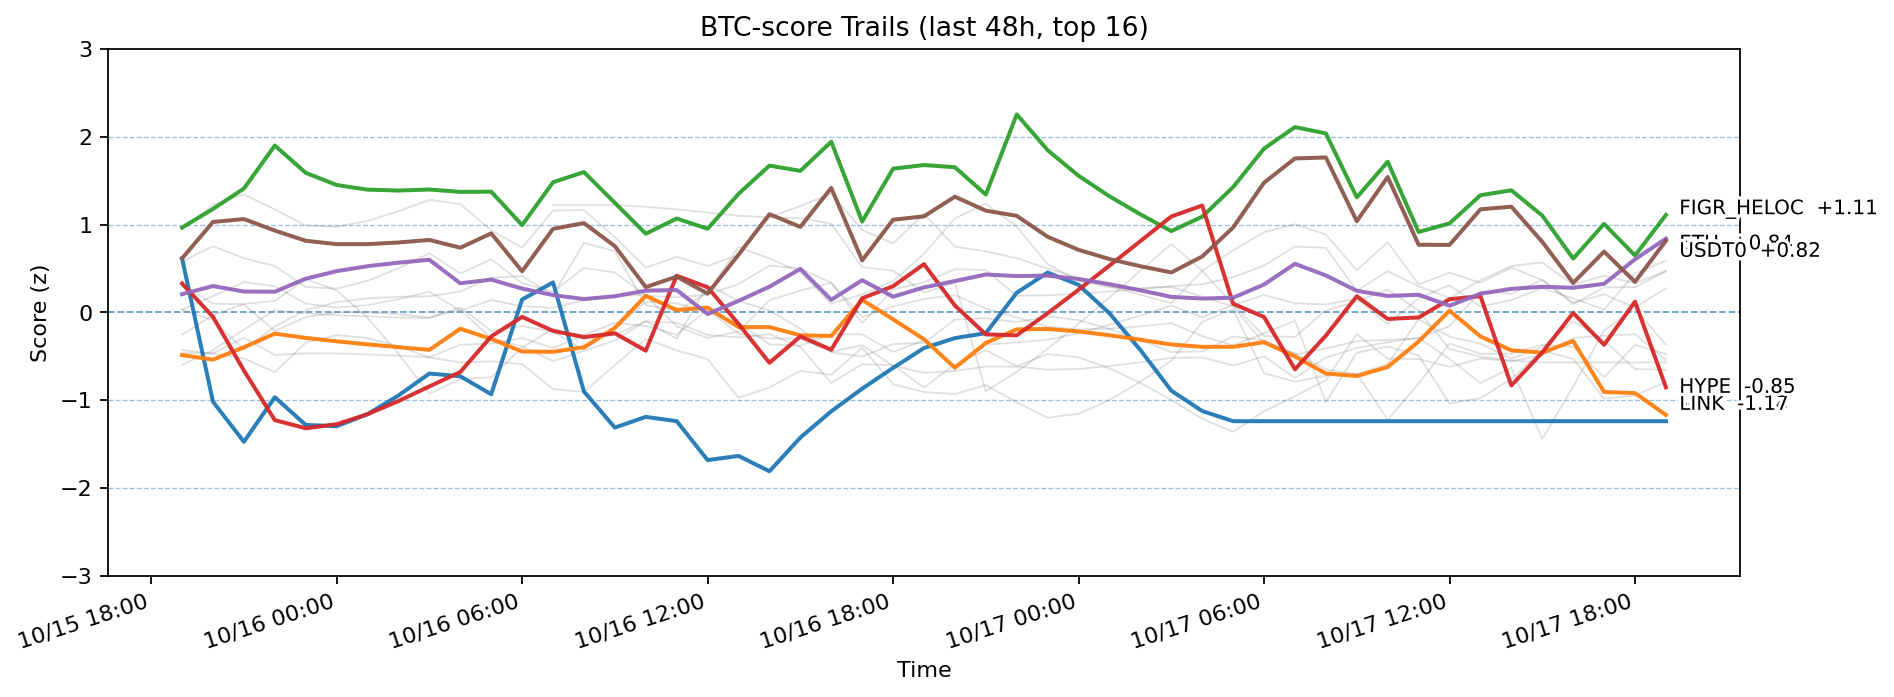 BTC-score Trails (last 48h, top 16)
Score (z)
3
2
1
0
−1
−2
−3
FIGR_HELOC +1.11
USDT0 +0.82
HYPE -0.85
LINK -1.17
10/15 18:00
10/16 00:00
10/16 06:00
10/16 12:00
10/16 18:00
10/17 00:00
10/17 06:00
10/17 12:00
10/17 18:00
Time